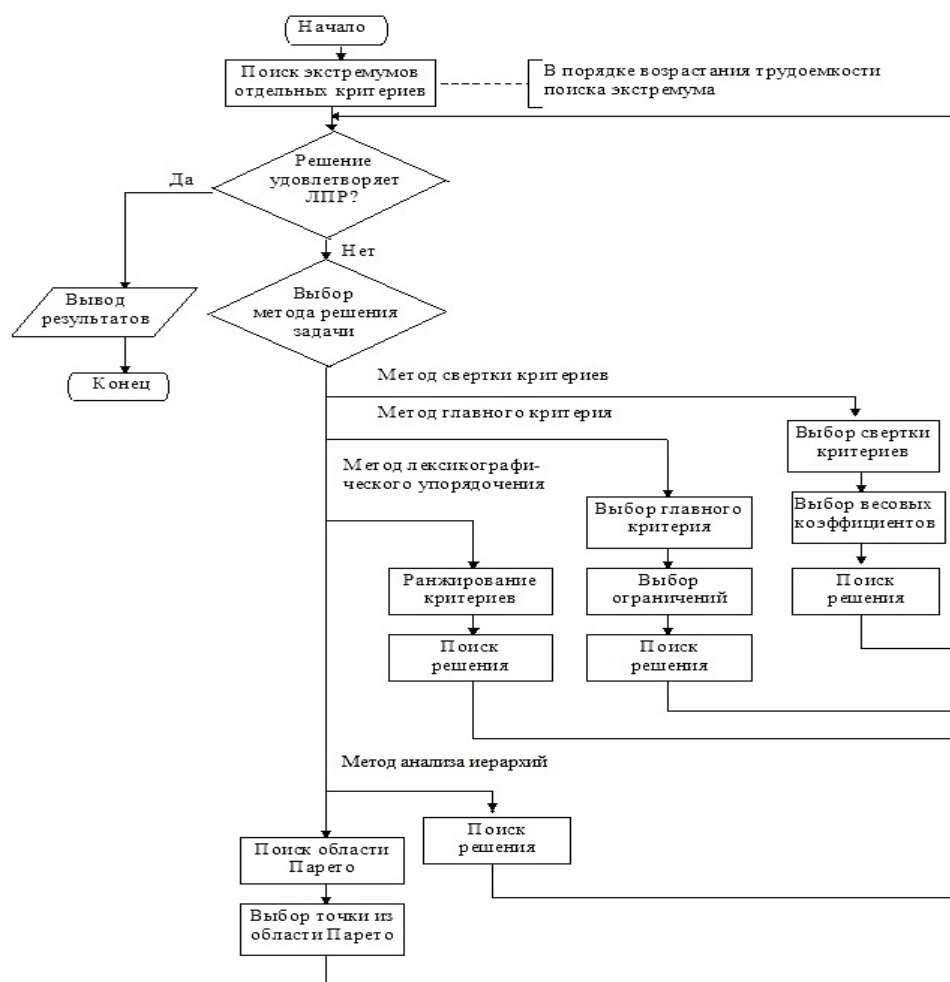 Начало
Поиск экстремумов
отдельных критериев
В порядке возрастания трудоемкости
поиска экстремума
Решение
удовлетворяет
ЛПР?
Да
Нет
Вывод
результатов
Конец
Выбор
метода решения
задачи
Метод свертки критериев
Метод главного критерия
Метод лексикографи-
ческого упорядочения
Выбор свертки
критериев
Выбор весовых
коэффициентов
Поиск
решения
Выбор главного
критерия
Выбор
ограничений
Поиск
решения
Ранжирование
критериев
Поиск
решения
Метод анализа иерархий
Поиск
решения
Поиск области
Парето
Выбор точки из
области Парето